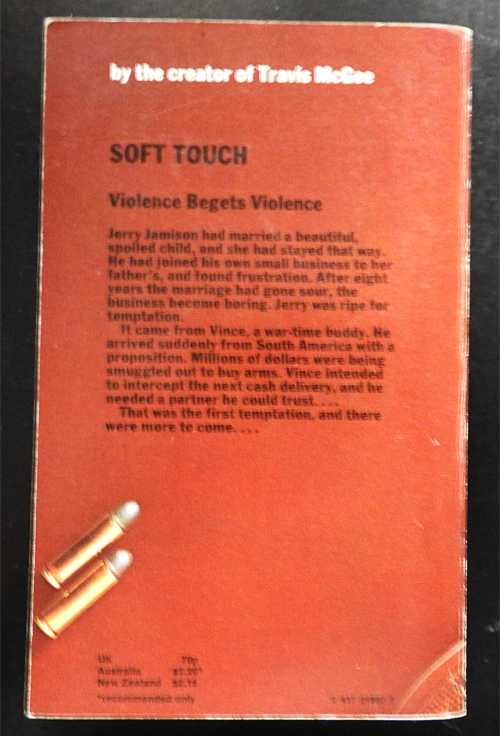 by the creator of Travis McGee
SOFT TOUCH
Violence Begets Violence
Jerry Jamison had married a beautiful,
spoiled child, and she had stayed that way.
He had joined his own small business to her
father's, and found frustration. After eight
years the marriage had gone sour, the
business become boring. Jerry was ripe for
temptation.
It came from Vince, a war-time buddy. He
arrived suddenly from South America with a
proposition. Millions of dollars were being
smuggled out to buy arms. Vince intended
to intercept the next cash delivery, and he
needed a partner he could trust. . . .
That was the first temptation, and there
were more to come. . . .
UK 70p
Australia
New Zealand
*recommended only